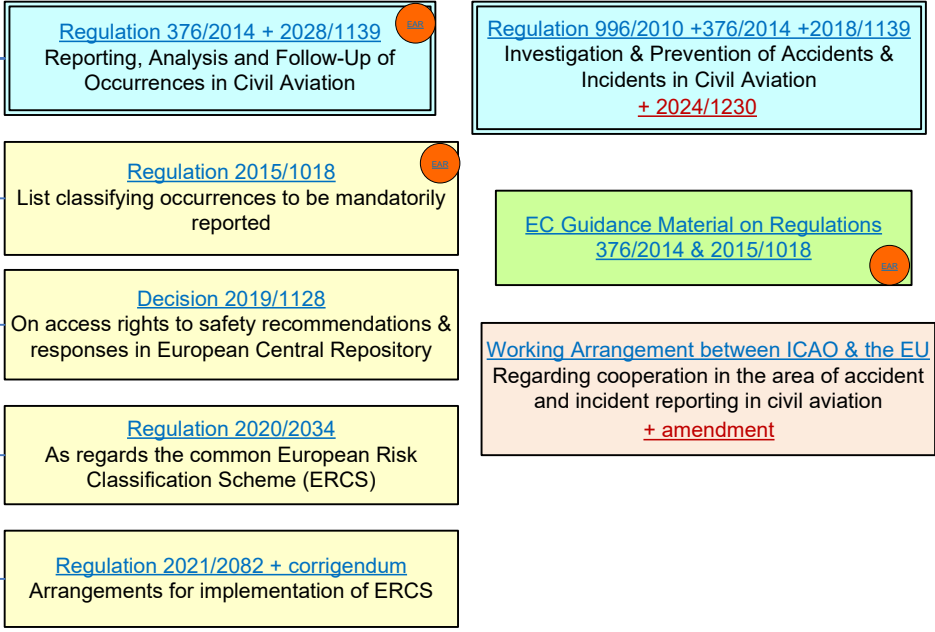 Regulation 376/2014 + 2028/1139
EAR
Reporting, Analysis and Follow-Up of
Occurrences in Civil Aviation
Regulation 2015/1018
EAR
List classifying occurrences to be mandatorily
reported
Decision 2019/1128
On access rights to safety recommendations &
responses in European Central Repository
Regulation 2020/2034
As regards the common European Risk
Classification Scheme (ERCS)
Regulation 2021/2082 + corrigendum
Arrangements for implementation of ERCS
Regulation 996/2010 +376/2014 +2018/1139
Investigation & Prevention of Accidents &
Incidents in Civil Aviation
+ 2024/1230
EC Guidance Material on Regulations
376/2014 & 2015/1018
EAR
Working Arrangement between ICAO & the EU
Regarding cooperation in the area of accident
and incident reporting in civil aviation
+ amendment